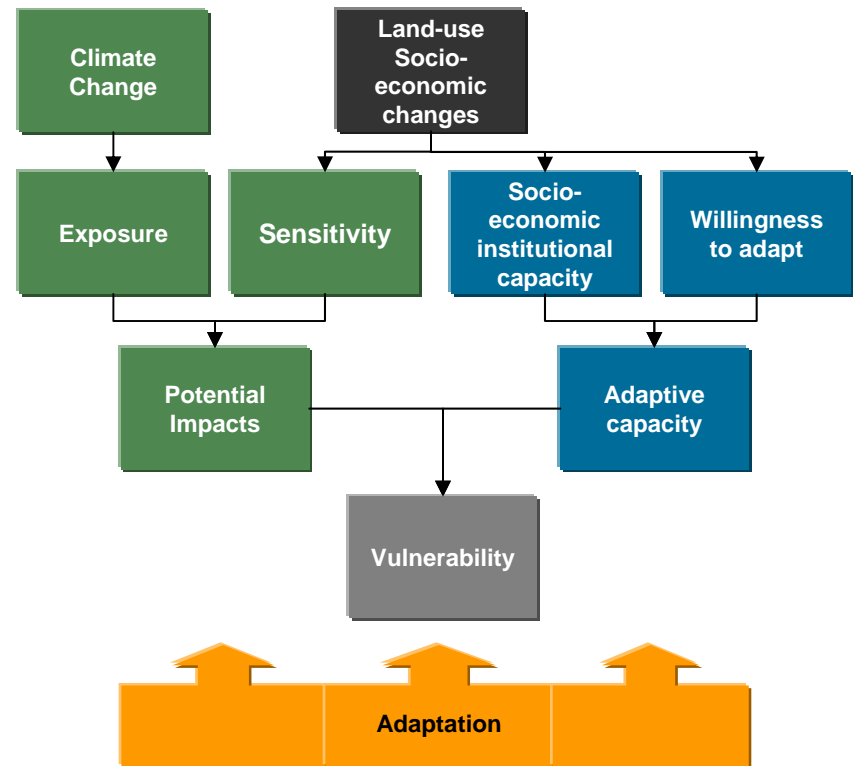 Climate
Change
Land-use
Socio-
economic
changes
Exposure
Sensitivity
Socio-
economic
institutional
capacity
Willingness
to adapt
Potential
Impacts
Adaptive
capacity
Vulnerability
Adaptation